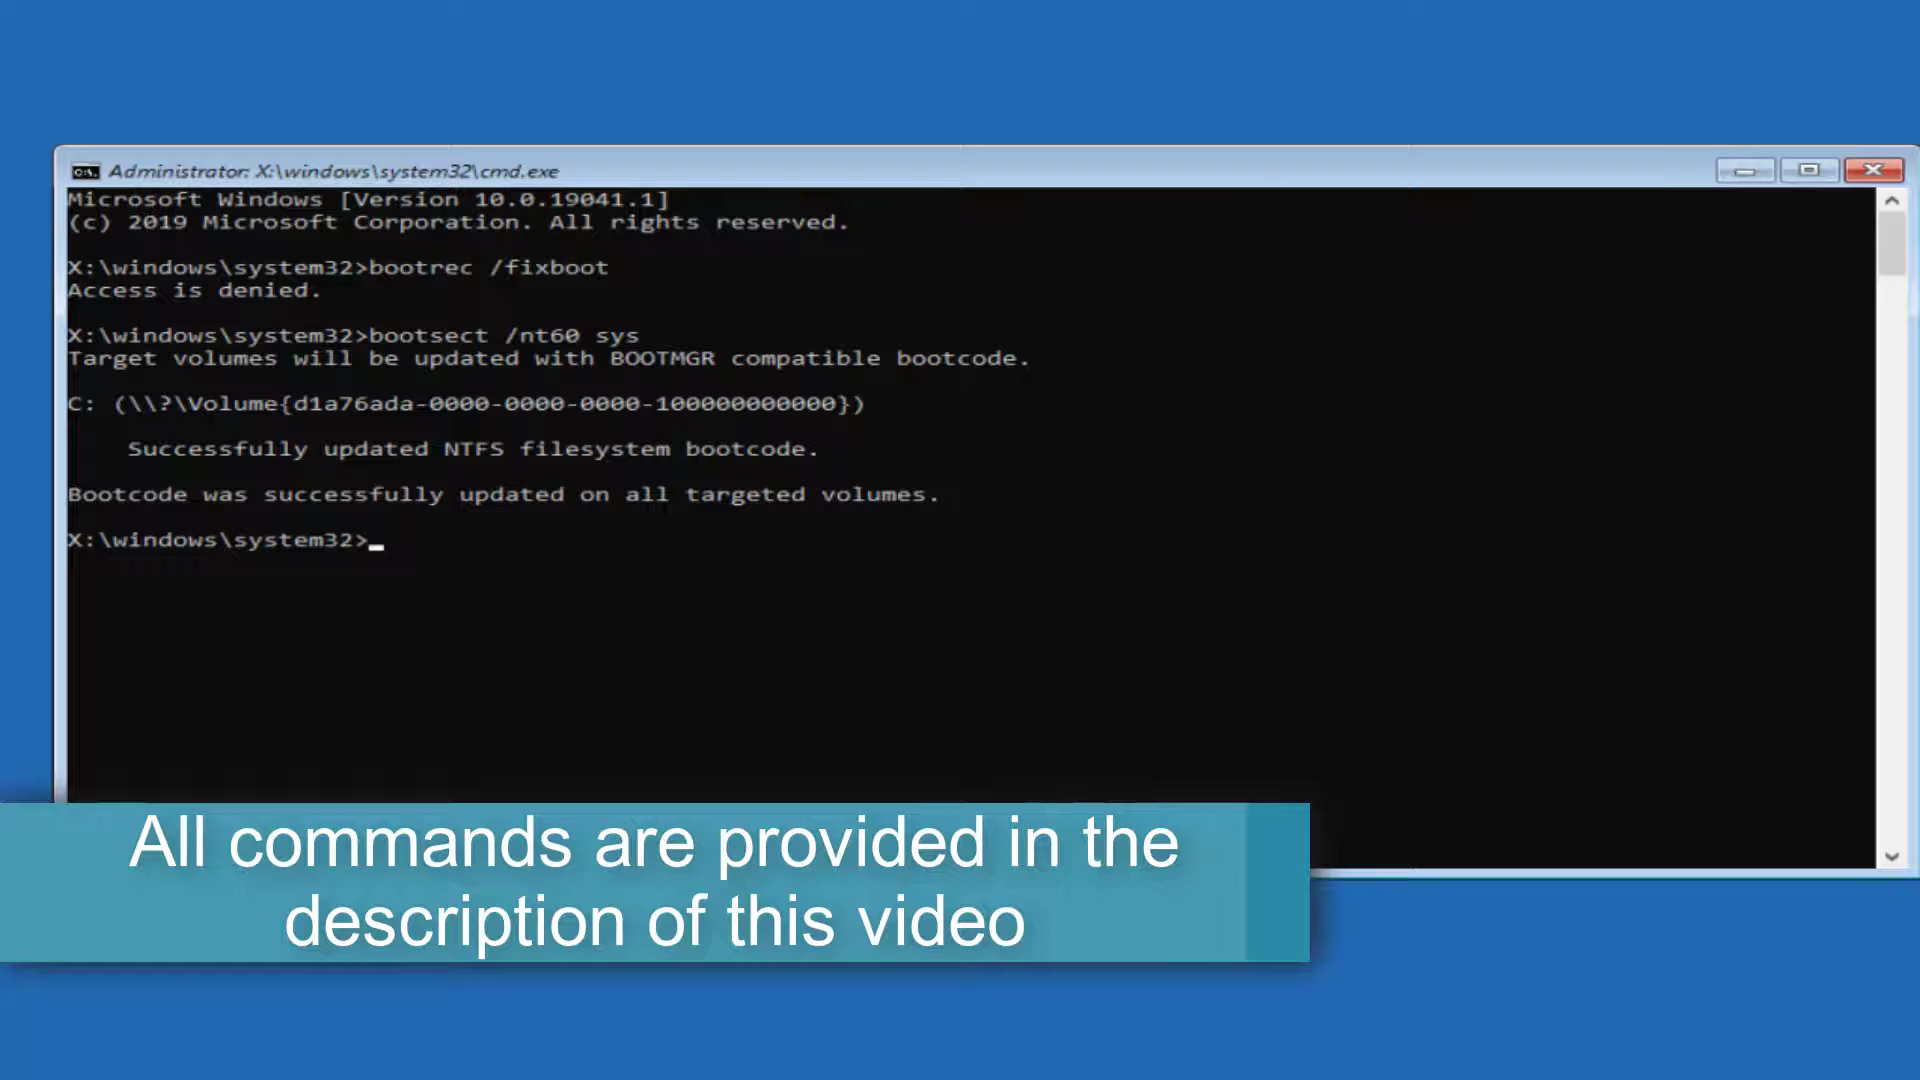 Administrator: X:\windows\system32\cmd.exe
Microsoft Windows [Version 10.0.19041.1]
(c) 2019 Microsoft Corporation. All rights reserved.
X:\windows\system32>bootrec /fixboot
Access is denied.
X:\windows\system32>bootsect /nt60 sys
Target volumes will be updated with BOOTMGR compatible bootcode.
C: (\\?\Volume{d1a76ada-0000-0000-0000-100000000000})
Successfully updated NTFS filesystem bootcode.
Bootcode was successfully updated on all targeted volumes.
X:\windows\system32>_
All commands are provided in the
description of this video